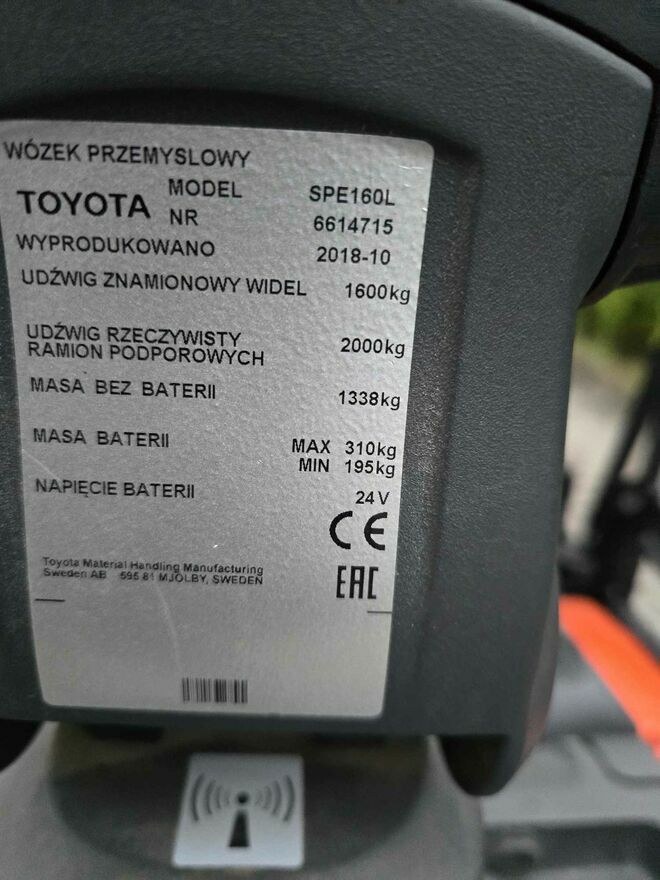 WÓZEK PRZEMYSLOWY
TOYOTA MODEL SPE160L
NR 6614715
WYPRODUKOWANO 2018-10
UDŹWIG ZNAMIONOWY WIDEL 1600kg
UDŹWIG RZECZYWISTY
RAMION PODPOROWYCH 2000kg
MASA BEZ BATERII 1338kg
MASA BATERII MAX 310kg
MIN 195kg
NAPIĘCIE BATERII 24V
CE
Toyota Material Handling Manufacturing
Sweden AB 595 81 MJOLBY, SWEDEN
EAC